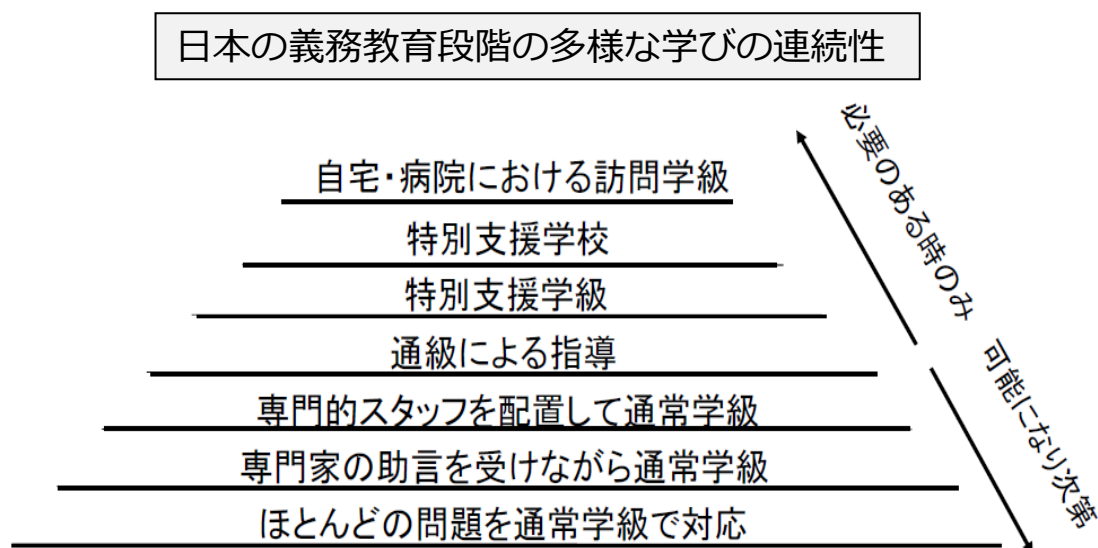 日本の義務教育段階の多様な学びの連続性
自宅・病院における訪問学級
特別支援学校
特別支援学級
通級による指導
専門的スタッフを配置して通常学級
専門家の助言を受けながら通常学級
ほとんどの問題を通常学級で対応
必要のある時のみ
可能になり次第